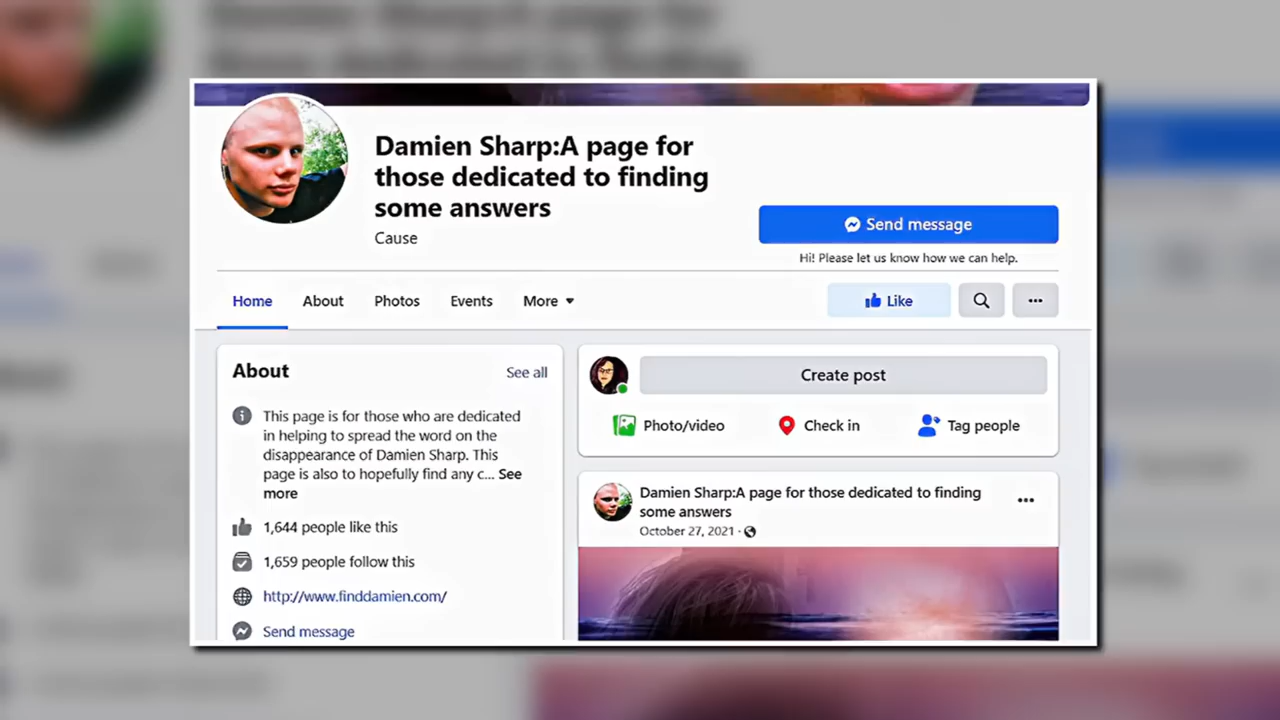 Damien Sharp:A page for
those dedicated to finding
some answers
Cause
Send message
Hi! Please let us know how we can help.
Home About Photos Events More
Like
About
See all
This page is for those who are dedicated
in helping to spread the word on the
disappearance of Damien Sharp. This
page is also to hopefully find any c... See
more
1,644 people like this
1,659 people follow this
http://www.finddamien.com/
Send message
Create post
Photo/video Check in Tag people
Damien Sharp:A page for those dedicated to finding
some answers
October 27, 2021 ·